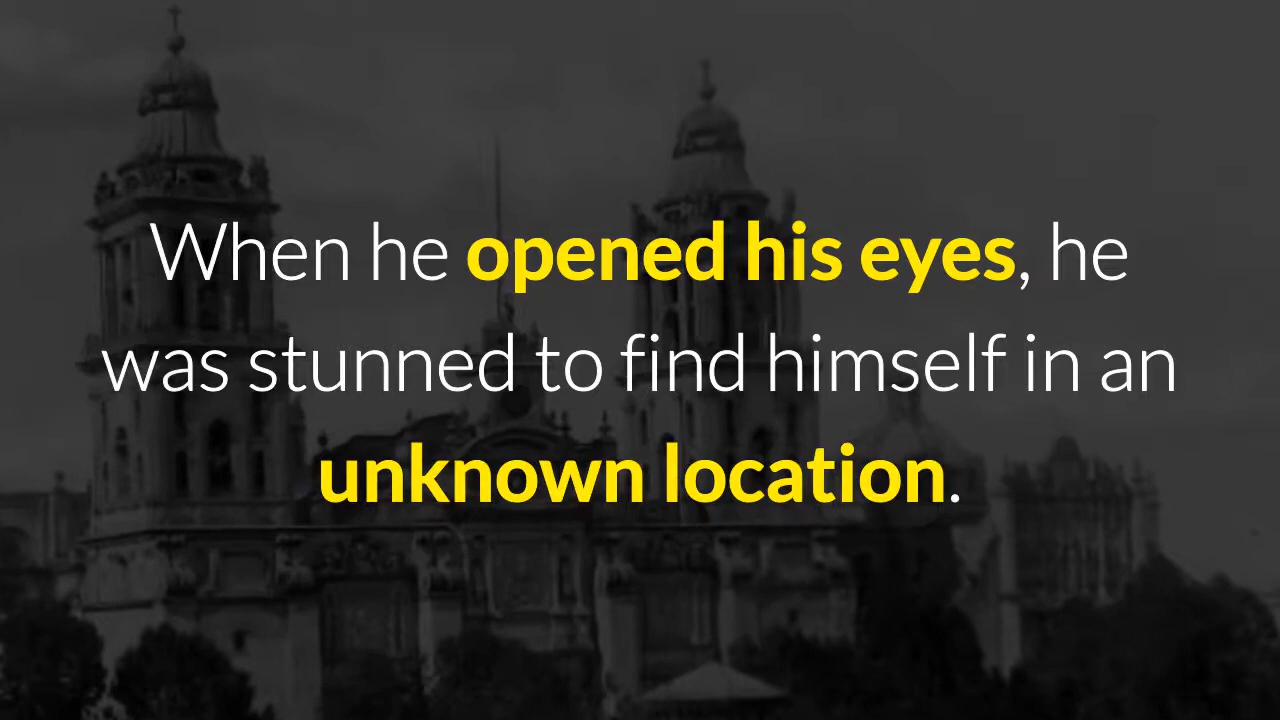 When he opened his eyes, he
was stunned to find himself in an
unknown location.